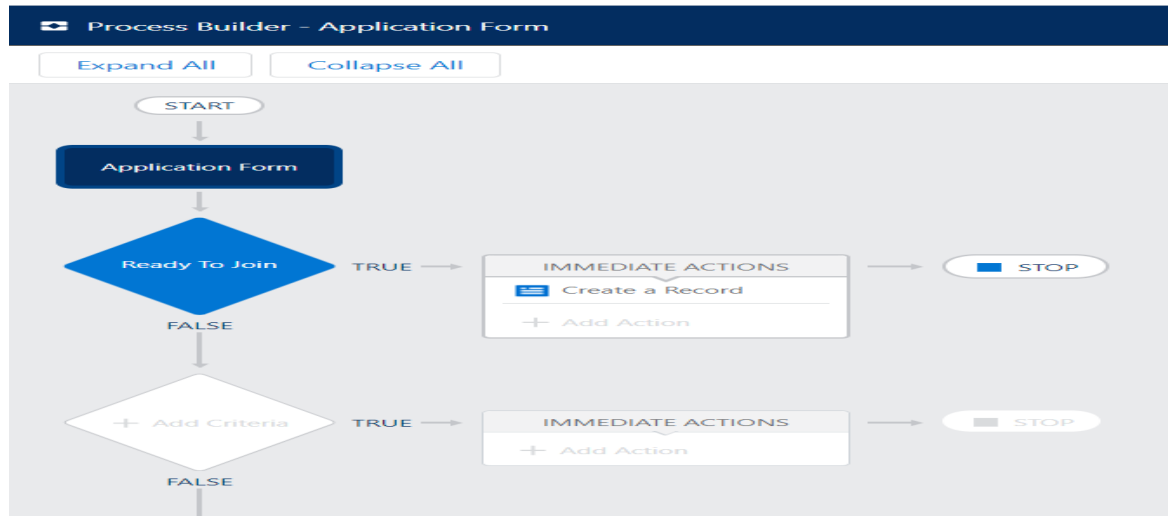 Process Builder - Application Form
Expand All Collapse All
START
Application Form
Ready To Join TRUE IMMEDIATE ACTIONS STOP
Create a Record
+ Add Action
FALSE
+ Add Criteria TRUE IMMEDIATE ACTIONS STOP
+ Add Action
FALSE